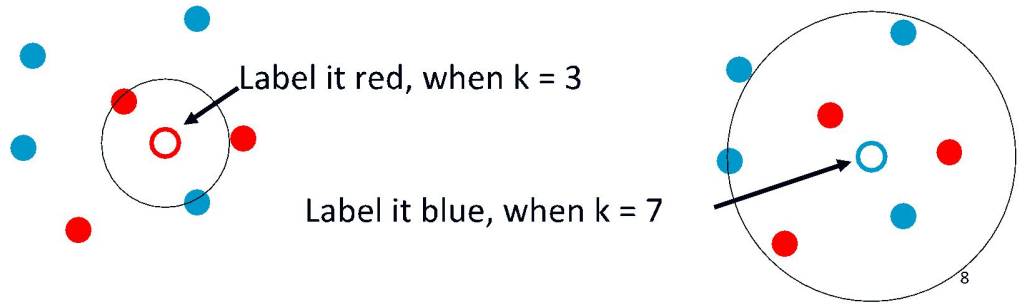 Label it red, when k = 3
Label it blue, when k = 7
8